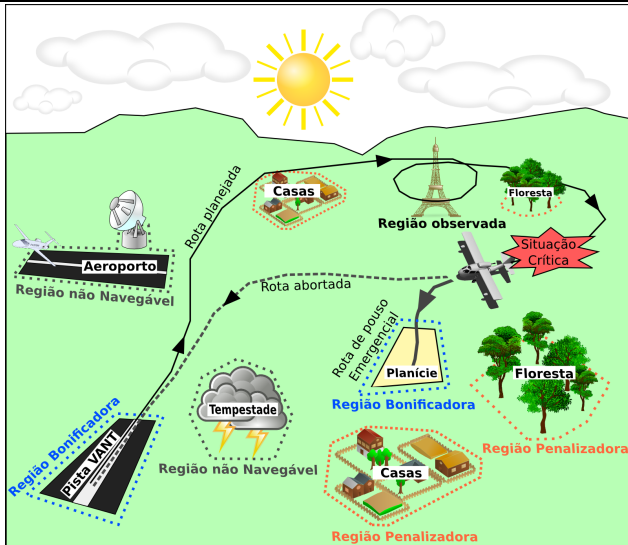 Rota planejada
Casas
Floresta
Região observada
Situação
Crítica
Aeroporto
Região não Navegável
Rota abortada
Rota de pouso
Emergencial
Planície
Região Bonificadora
Floresta
Região Penalizadora
Tempestade
Região não Navegável
Região Bonificadora
Pista VANT
Casas
Região Penalizadora